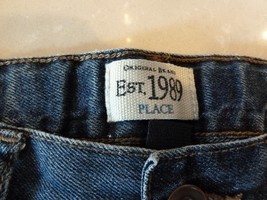 ORIGINAL BRAND
EST. 1989
PLACE